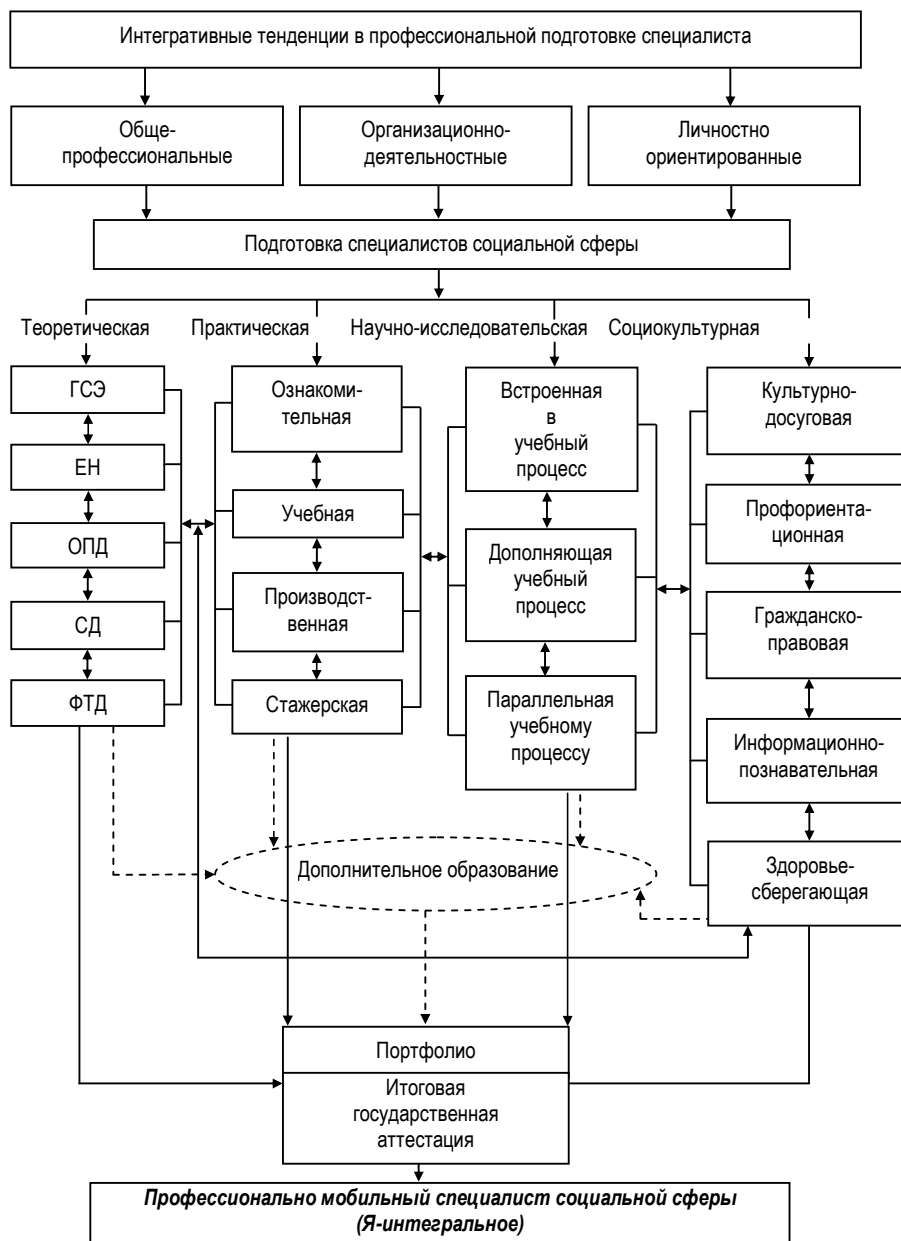 Интегративные тенденции в профессиональной подготовке специалиста
Обще-
профессиональные
Организационно-
деятельностные
Личностно
ориентированные
Подготовка специалистов социальной сферы
Теоретическая
Практическая
Научно-исследовательская
Социокультурная
ГСЭ
ЕН
ОПД
СД
ФТД
Ознакоми-
тельная
Учебная
Производст-
венная
Стажерская
Встроенная
в
учебный
процесс
Дополняющая
учебный
процесс
Параллельная
учебному
процессу
Культурно-
досуговая
Профориента-
ционная
Гражданско-
правовая
Информационно-
познавательная
Здоровье-
сберегающая
Дополнительное образование
Портфолио
Итоговая
государственная
аттестация
Профессионально мобильный специалист социальной сферы
(Я-интегральное)